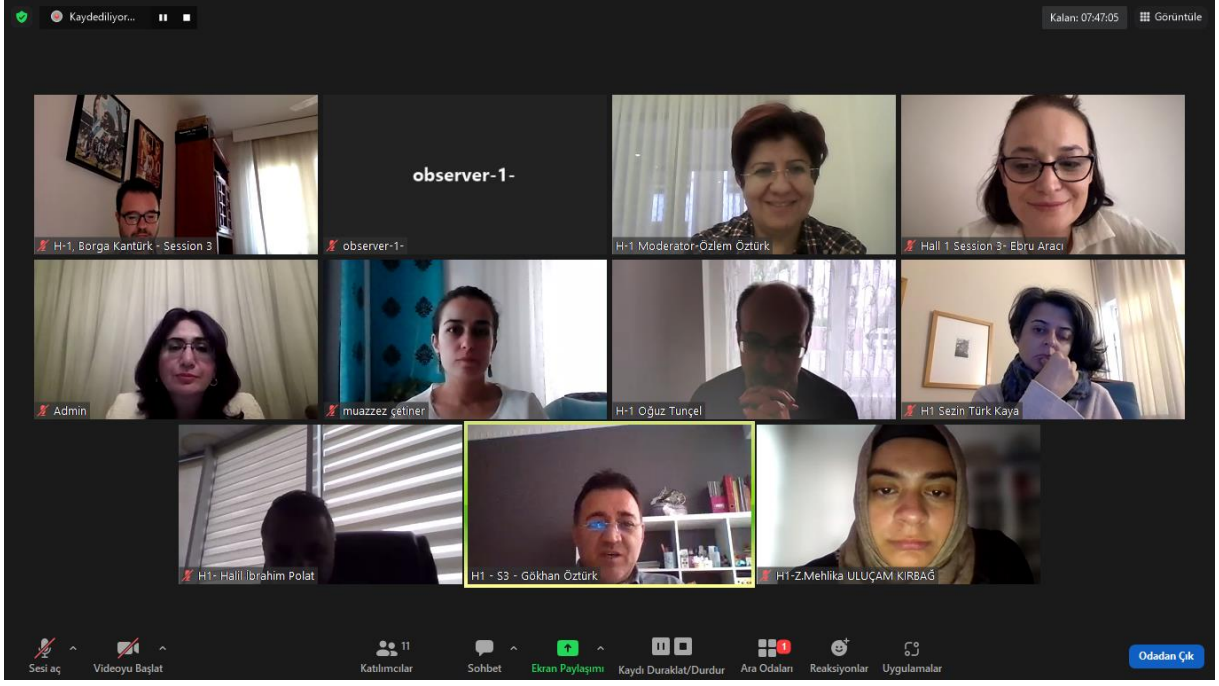 Kaydediliyor...
Kalan: 07:47:05
Görüntüle
observer-1-
H-1, Borga Kantürk - Session 3
observer-1-
H-1 Moderator-Özlem Öztürk
Hall 1 Session 3- Ebru Aracı
Admin
muazzez çetiner
H-1 Oğuz Tunçel
H1 Sezin Türk Kaya
H1- Halil İbrahim Polat
H1 - S3 - Gökhan Öztürk
H1-Z.Mehlika ULUÇAM KIRBAĞ
11
1
Sesi aç
Videoyu Başlat
Katılımcılar
Sohbet
Ekran Paylaşımı
Kaydı Duraklat/Durdur
Ara Odaları
Reaksiyonlar
Uygulamalar
Odadan Çık